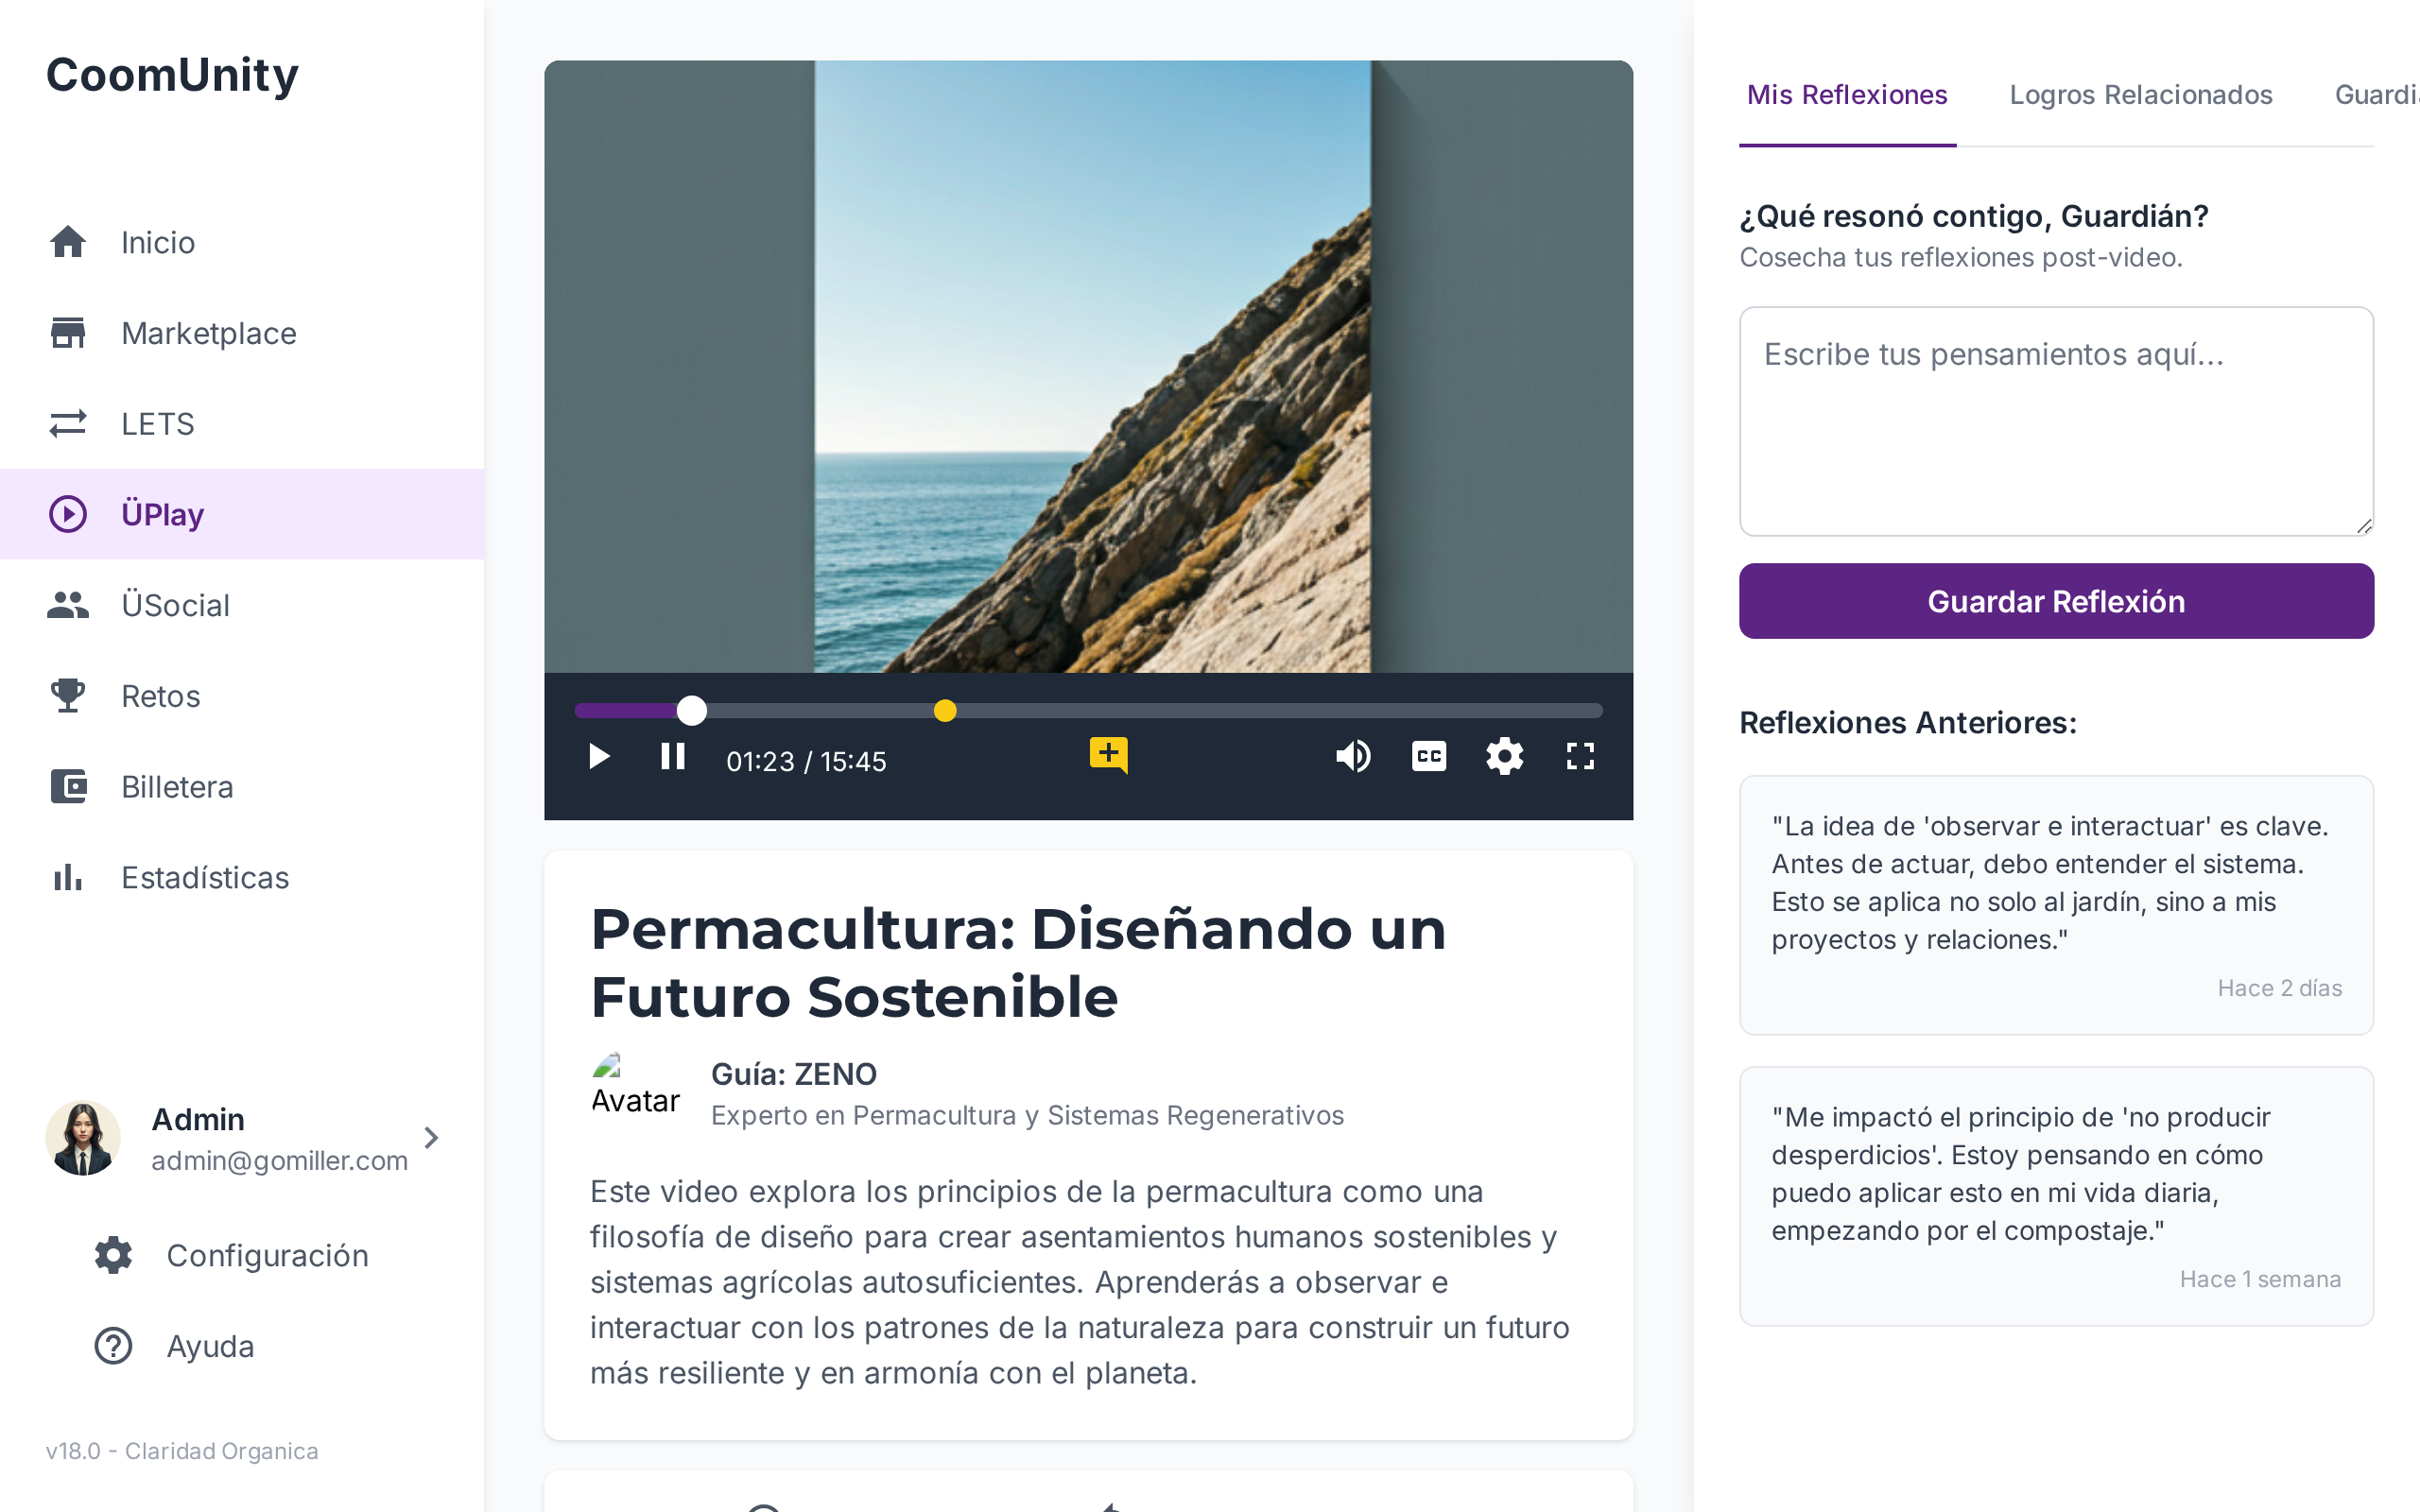 CoomUnity
Inicio
Marketplace
LETS
ÜPlay
ÜSocial
Retos
Billetera
Estadísticas
Admin
admin@gomiller.com
Configuración
Ayuda
v18.0 - Claridad Organica
01:23 / 15:45
CC
Permacultura: Diseñando un
Futuro Sostenible
Avatar
Guía: ZENO
Experto en Permacultura y Sistemas Regenerativos
Este video explora los principios de la permacultura como una
filosofía de diseño para crear asentamientos humanos sostenibles y
sistemas agrícolas autosuficientes. Aprenderás a observar e
interactuar con los patrones de la naturaleza para construir un futuro
más resiliente y en armonía con el planeta.
Mis Reflexiones
Logros Relacionados
¿Qué resonó contigo, Guardián?
Cosecha tus reflexiones post-video.
Escribe tus pensamientos aquí...
Guardar Reflexión
Reflexiones Anteriores:
"La idea de 'observar e interactuar' es clave.
Antes de actuar, debo entender el sistema.
Esto se aplica no solo al jardín, sino a mis
proyectos y relaciones."
Hace 2 días
"Me impactó el principio de 'no producir
desperdicios'. Estoy pensando en cómo
puedo aplicar esto en mi vida diaria,
empezando por el compostaje."
Hace 1 semana